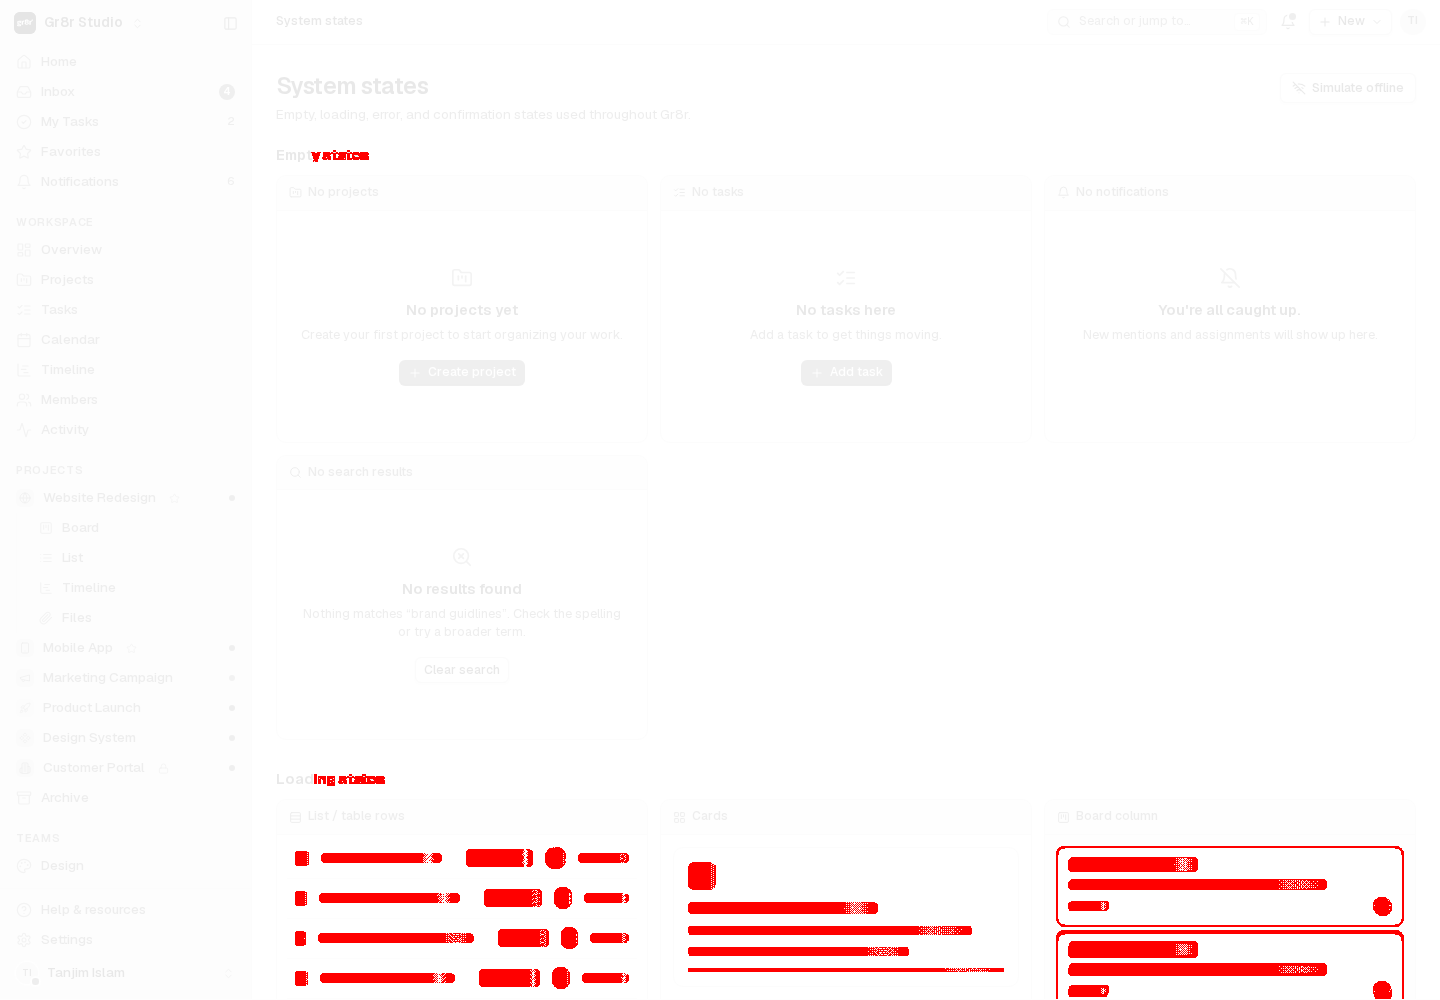 gr8r Gr8r Studio
Home
Inbox 4
My Tasks 2
Favorites
Notifications 6
WORKSPACE
Overview
Projects
Tasks
Calendar
Timeline
Members
Activity
PROJECTS
Website Redesign
Board
List
Timeline
Files
Mobile App
Marketing Campaign
Product Launch
Design System
Customer Portal
Archive
TEAMS
Design
Help & resources
Settings
TI Tanjim Islam
System states
Search or jump to... ⌘K
New
TI
System states
Simulate offline
Empty, loading, error, and confirmation states used throughout Gr8r.
Empty states
No projects
No projects yet
Create your first project to start organizing your work.
Create project
No tasks
No tasks here
Add a task to get things moving.
Add task
No notifications
You're all caught up.
New mentions and assignments will show up here.
No search results
No results found
Nothing matches "brand guidlines". Check the spelling
or try a broader term.
Clear search
Loading states
List / table rows
Cards
Board column